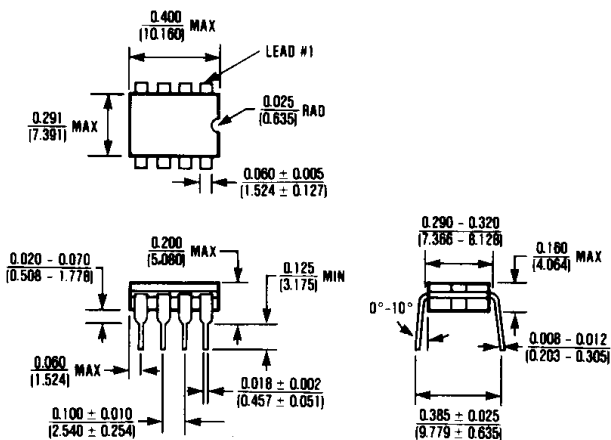 0.400
(10.160) MAX
LEAD #1
0.025
(0.635) RAD
0.291
(7.391) MAX
0.060 ± 0.005
(1.524 ± 0.127)
0.020 - 0.070
(0.508 - 1.778)
0.200
(5.080) MAX
0.125
(3.175) MIN
0.060
(1.524) MAX
0.018 ± 0.002
(0.457 ± 0.051)
0.100 ± 0.010
(2.540 ± 0.254)
0.290 - 0.320
(7.366 - 8.128)
0.160
(4.064) MAX
0°-10°
0.008 - 0.012
(0.203 - 0.305)
0.385 ± 0.025
(9.779 ± 0.635)